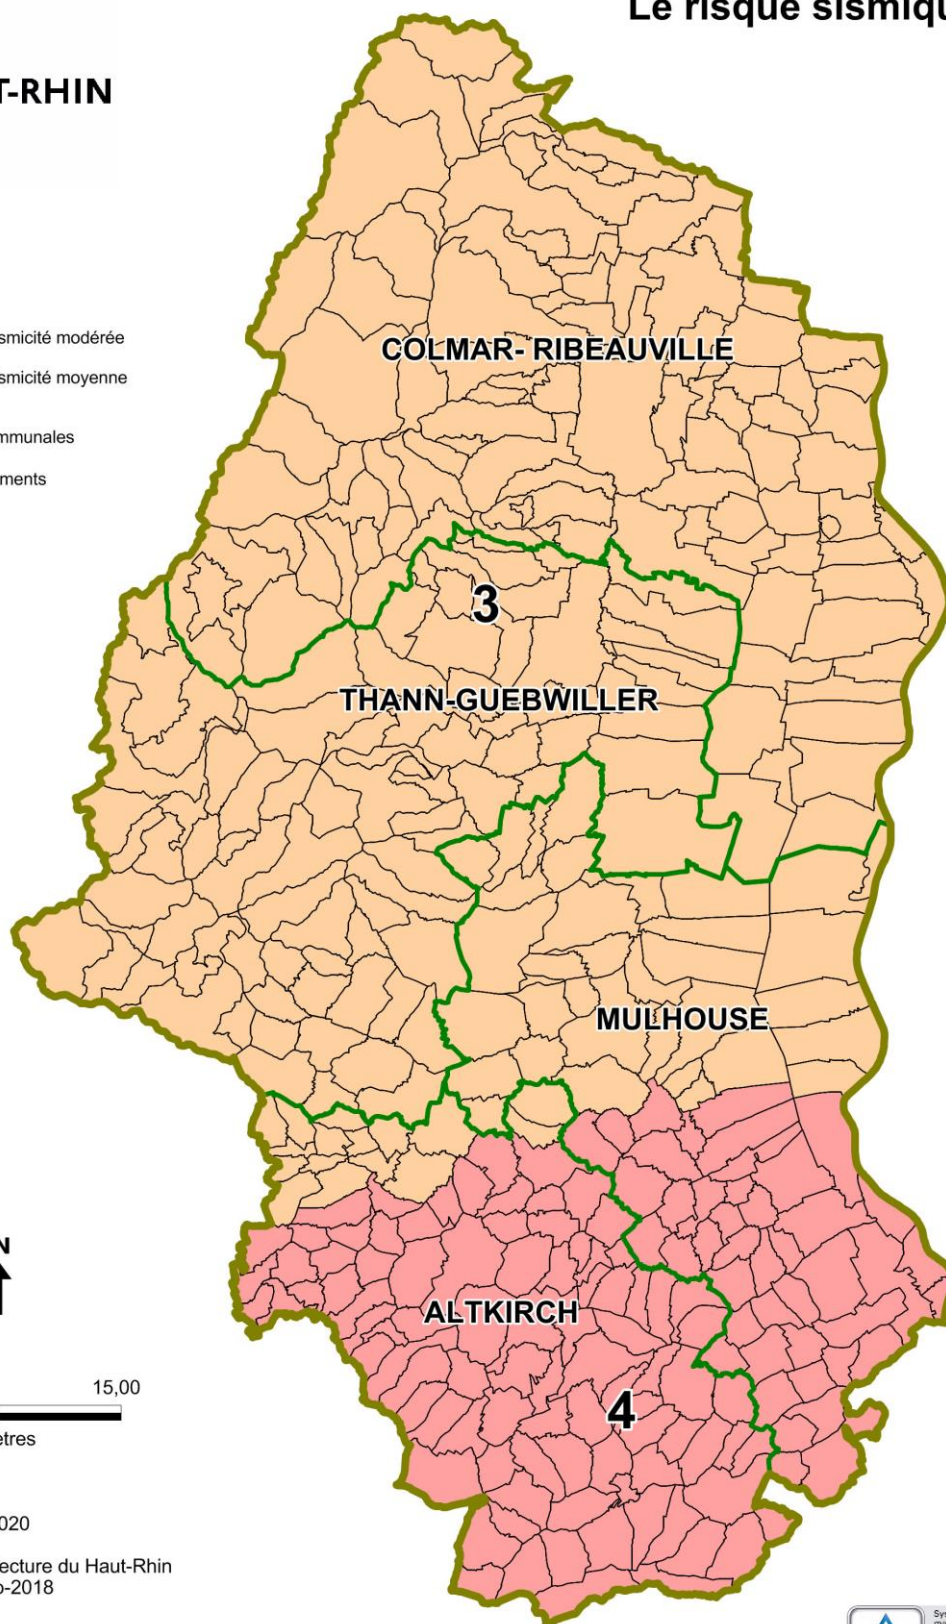 Le risque sismiqu
T-RHIN
smicité modérée
smicité moyenne
mmunales
ments
COLMAR- RIBEAUVILLE
3
THANN-GUEBWILLER
MULHOUSE
ALTKIRCH
4
N
15,00
etres
020
ecture du Haut-Rhin
o-2018